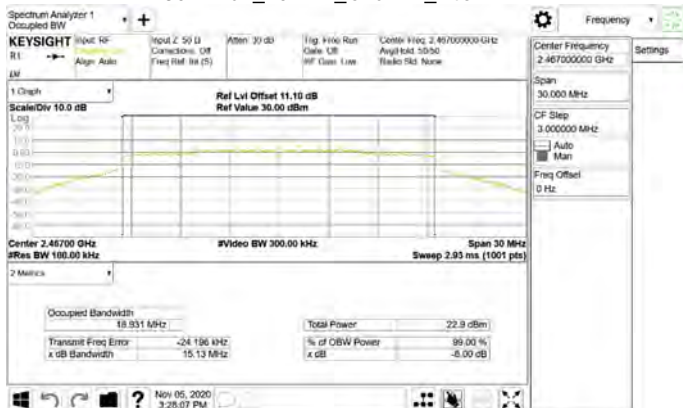 Spectrum Analyzer 1
Occupied BW
Frequency
KEYSIGHT
Input: RF
Align: Auto
Input Z: 50 Ω
Corrections: Off
Freq Ref: Int (S)
Atten: 30 dB
Trig: Free Run
Gate: Off
#IF Gain: Low
Center Freq: 2.467000000 GHz
Avg|Hold: 50/50
Radio Std: None
Center Frequency
2.467000000 GHz
Settings
Span
30.000 MHz
CF Step
3.000000 MHz
Auto
Man
Freq Offset
0 Hz
1 Graph
Scale/Div 10.0 dB
Log
Ref Lvl Offset 11.10 dB
Ref Value 30.00 dBm
Center 2.46700 GHz
#Res BW 100.00 kHz
#Video BW 300.00 kHz
Span 30 MHz
Sweep 2.93 ms (1001 pts)
2 Metrics
Occupied Bandwidth
18.931 MHz
Total Power 22.9 dBm
Transmit Freq Error -24.196 kHz
% of OBW Power 99.00 %
x dB Bandwidth 15.13 MHz
x dB -6.00 dB
Nov 05, 2020
3:28:07 PM